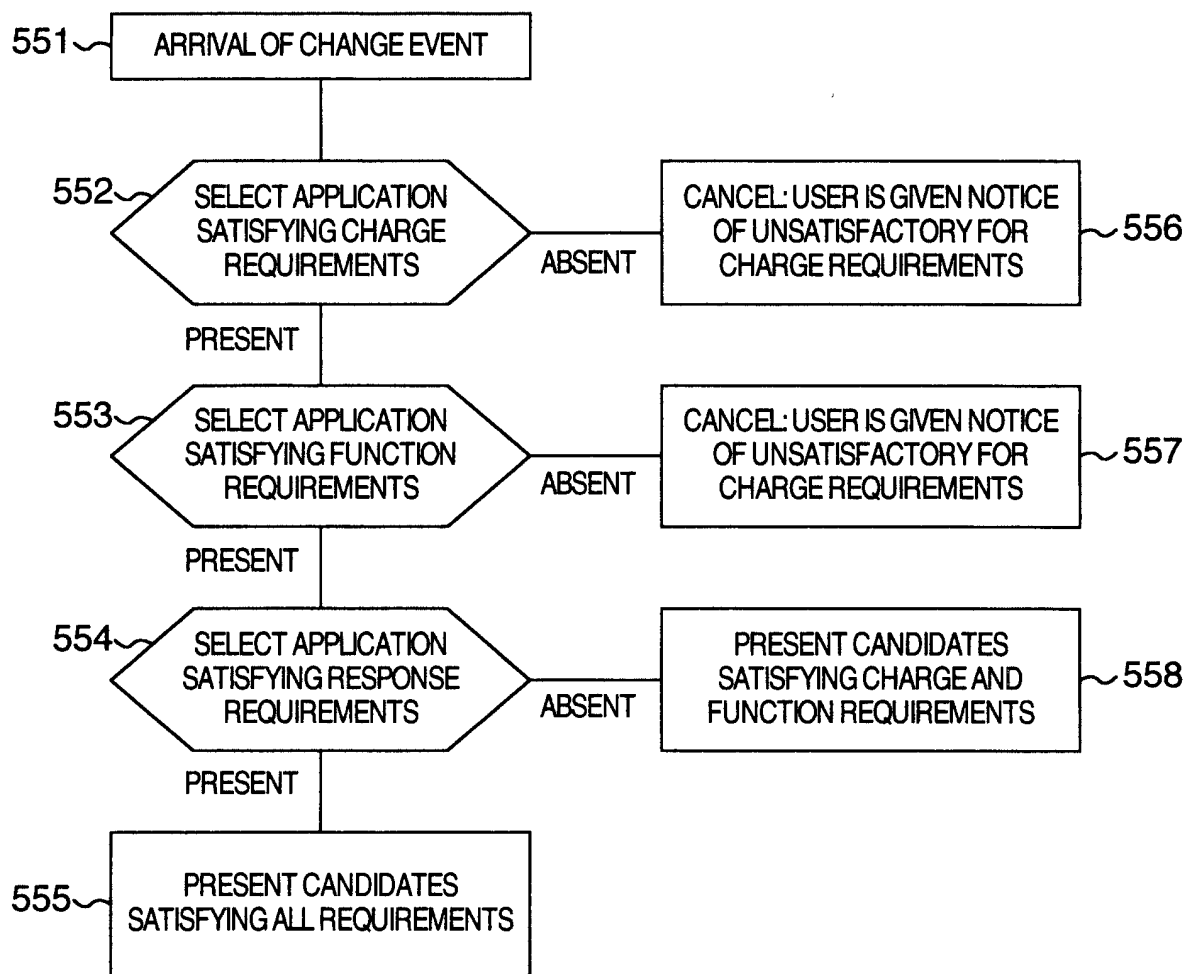 551
ARRIVAL OF CHANGE EVENT
552
SELECT APPLICATION
SATISFYING CHARGE
REQUIREMENTS
ABSENT
CANCEL: USER IS GIVEN NOTICE
OF UNSATISFACTORY FOR
CHARGE REQUIREMENTS
556
PRESENT
553
SELECT APPLICATION
SATISFYING FUNCTION
REQUIREMENTS
ABSENT
CANCEL: USER IS GIVEN NOTICE
OF UNSATISFACTORY FOR
CHARGE REQUIREMENTS
557
PRESENT
554
SELECT APPLICATION
SATISFYING RESPONSE
REQUIREMENTS
ABSENT
PRESENT CANDIDATES
SATISFYING CHARGE AND
FUNCTION REQUIREMENTS
558
PRESENT
555
PRESENT CANDIDATES
SATISFYING ALL REQUIREMENTS